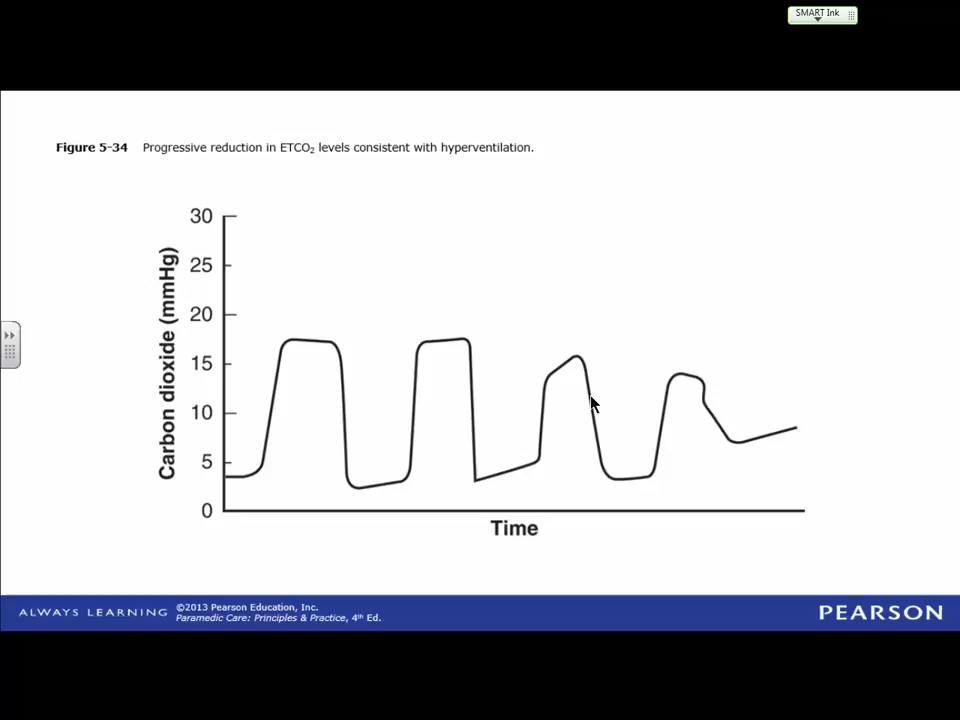 SMART Ink
Figure 5-34 Progressive reduction in ETCO₂ levels consistent with hyperventilation.
30
25
20
15
10
5
0
Carbon dioxide (mmHg)
Time
ALWAYS LEARNING
©2013 Pearson Education, Inc.
Paramedic Care: Principles & Practice, 4th Ed.
PEARSON